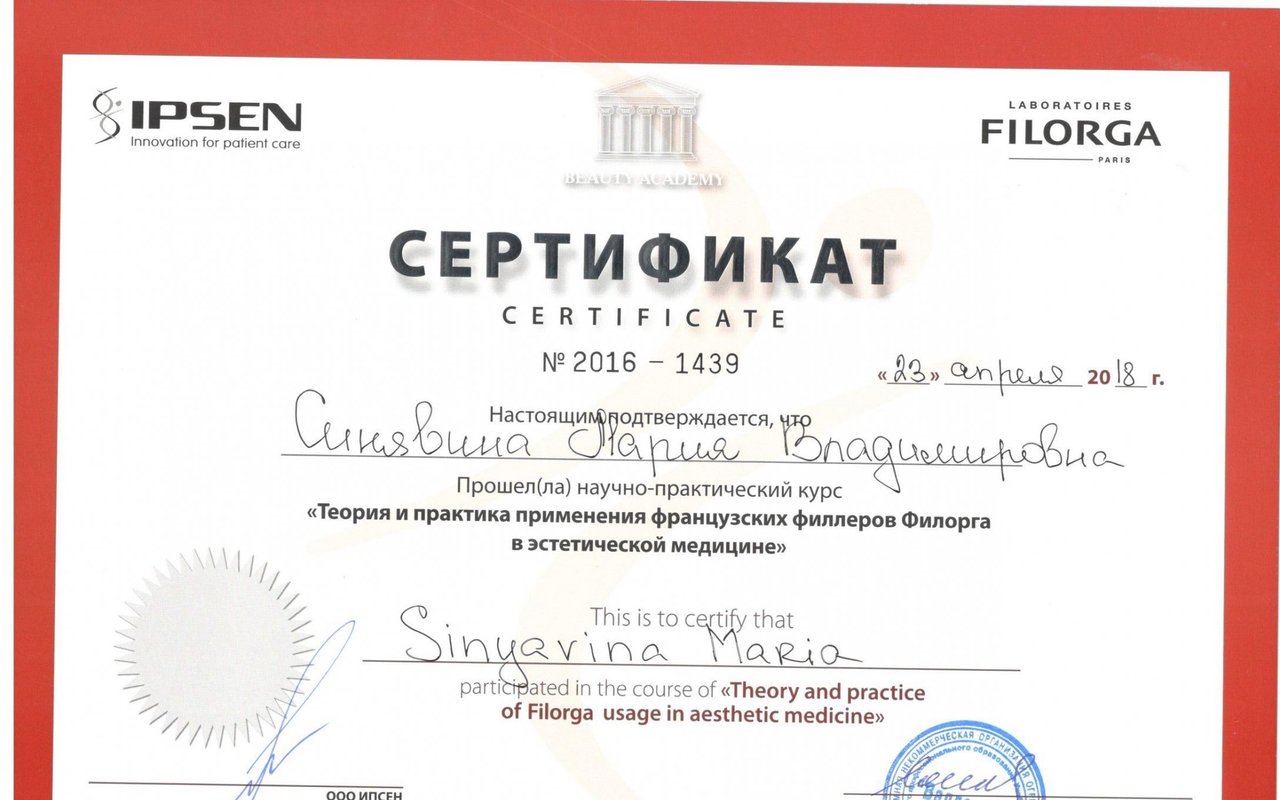 IPSEN
Innovation for patient care
BEAUTY ACADEMY
LABORATOIRES
FILORGA
PARIS
СЕРТИФИКАТ
CERTIFICATE
№ 2016 – 1439
«23» апреля 2018 г.
Настоящим подтверждается, что
Синявина Мария Владимировна
Прошел(ла) научно-практический курс
«Теория и практика применения французских филлеров Филорга
в эстетической медицине»
This is to certify that
Sinyavina Maria
participated in the course of «Theory and practice
of Filorga usage in aesthetic medicine»
НЕКОММЕРЧЕСКАЯ ОРГАНИЗАЦИЯ
образования
ООО ИПСЕН